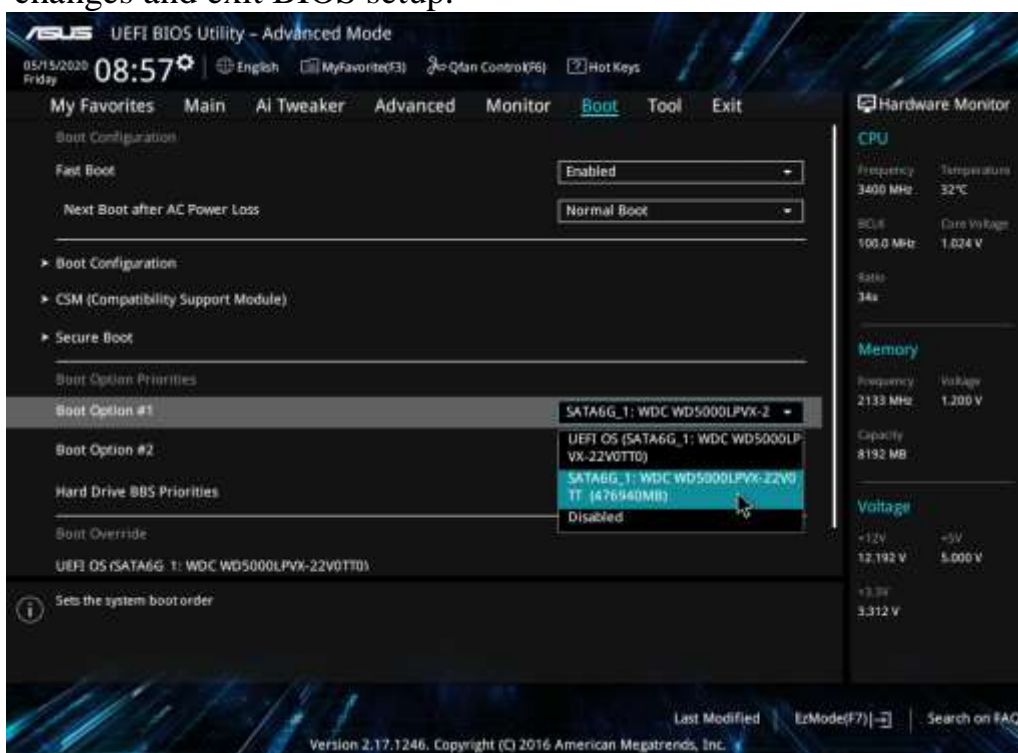 changes and exit BIOS setup.
ASUS UEFI BIOS Utility – Advanced Mode
05/15/2020
Friday
08:57
English
MyFavorite(F3)
Qfan Control(F6)
Hot Keys
My Favorites Main Ai Tweaker Advanced Monitor Boot Tool Exit
Hardware Monitor
Boot Configuration
Fast Boot Enabled
Next Boot after AC Power Loss Normal Boot
> Boot Configuration
> CSM (Compatibility Support Module)
> Secure Boot
Boot Option Priorities
Boot Option #1 SATA6G_1: WDC WD5000LPVX-2
UEFI OS (SATA6G_1: WDC WD5000LP
VX-22V0TT0)
Boot Option #2
SATA6G_1: WDC WD5000LPVX-22V0
TT (476940MB)
Hard Drive BBS Priorities
Disabled
Boot Override
UEFI OS (SATA6G_1: WDC WD5000LPVX-22V0TT0)
Sets the system boot order
CPU
Frequency Temperature
3400 MHz 32°C
BCLK Core Voltage
100.0 MHz 1.024 V
Ratio
34x
Memory
Frequency Voltage
2133 MHz 1.200 V
Capacity
8192 MB
Voltage
+12V +5V
12.192 V 5.000 V
+3.3V
3.312 V
Last Modified
EzMode(F7)
Search on FAQ
Version 2.17.1246. Copyright (C) 2016 American Megatrends, Inc.